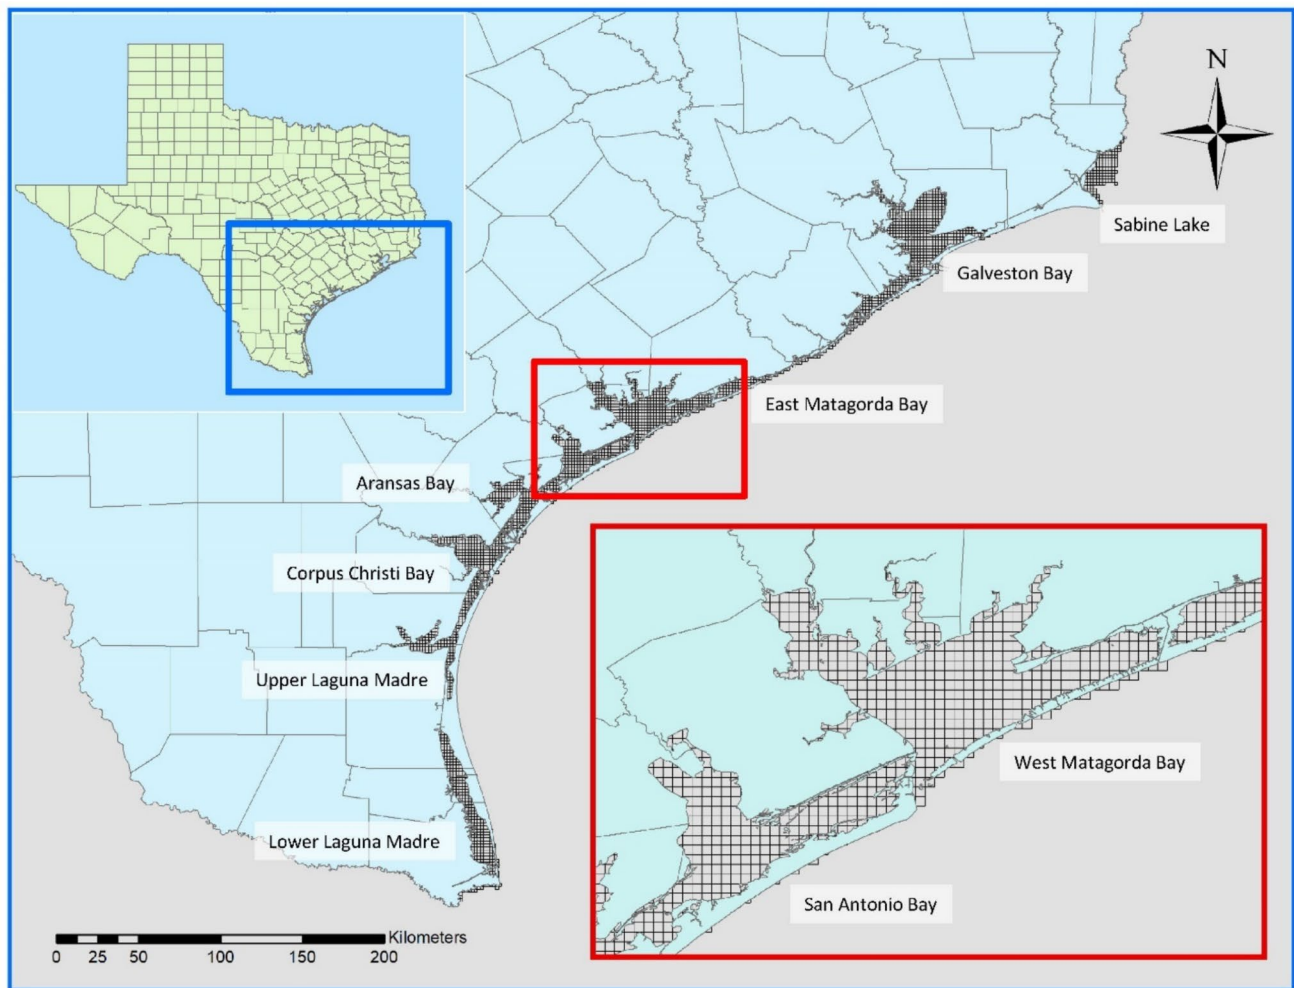 N
Sabine Lake
Galveston Bay
East Matagorda Bay
Aransas Bay
Corpus Christi Bay
Upper Laguna Madre
West Matagorda Bay
Lower Laguna Madre
San Antonio Bay
Kilometers
0 25 50 100 150 200